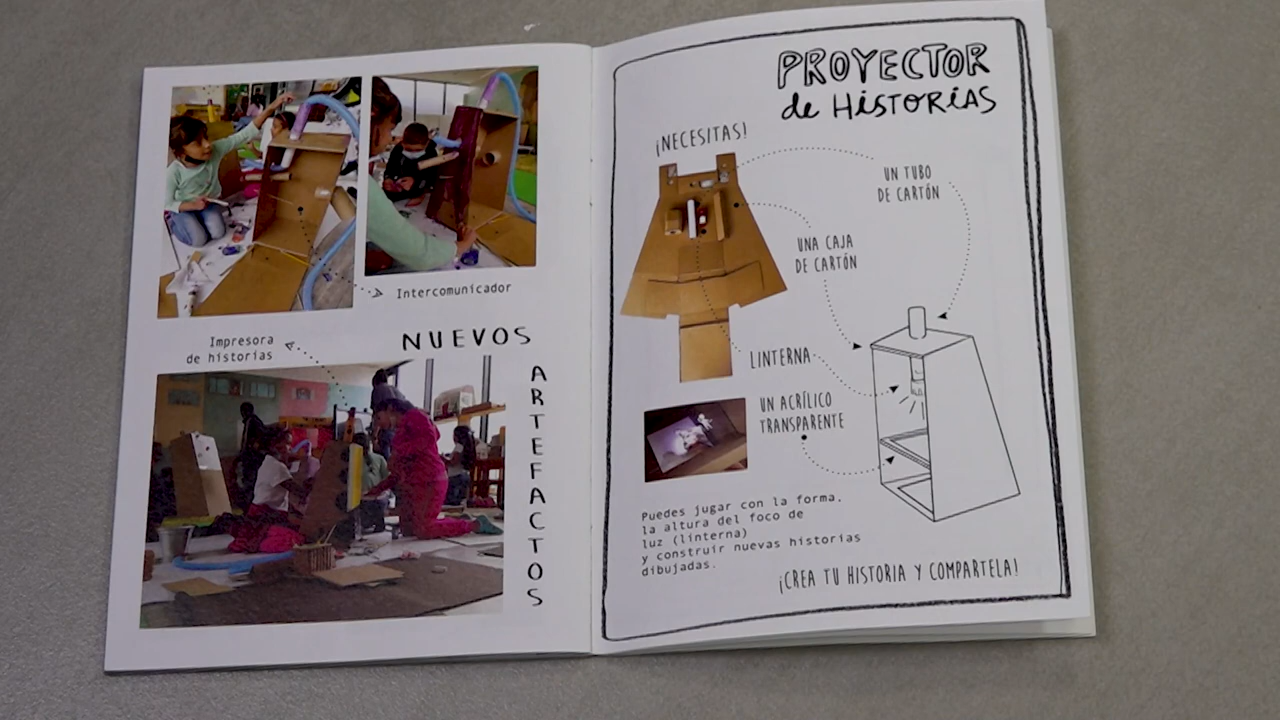 Intercomunicador
Impresora
de historias
NUEVOS
ARTEFACTOS
PROYECTOR
de HISTORIAS
¡NECESITAS!
UN TUBO
DE CARTÓN
UNA CAJA
DE CARTÓN
LINTERNA
UN ACRÍLICO
TRANSPARENTE
Puedes jugar con la forma,
la altura del foco de
luz (linterna)
y construir nuevas historias
dibujadas.
¡CREA TU HISTORIA Y COMPARTELA!